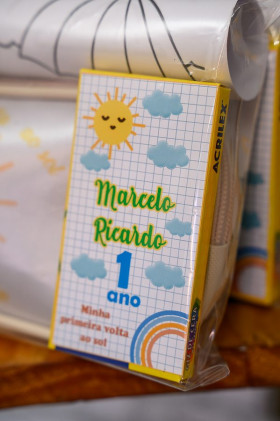 Marcelo
Ricardo
1
ano
Minha
primeira volta
ao sol
ACRILEX